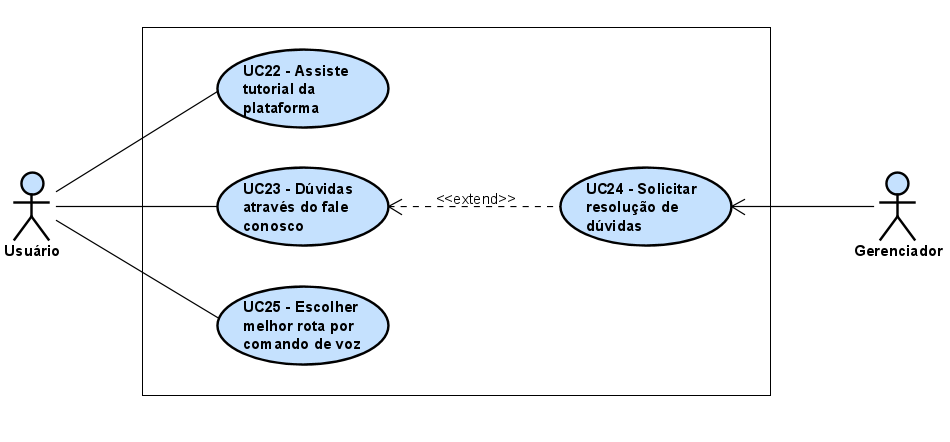 UC22 - Assiste
tutorial da
plataforma
UC23 - Dúvidas
através do fale
conosco
<<extend>>
UC24 - Solicitar
resolução de
dúvidas
Usuário
Gerenciador
UC25 - Escolher
melhor rota por
comando de voz